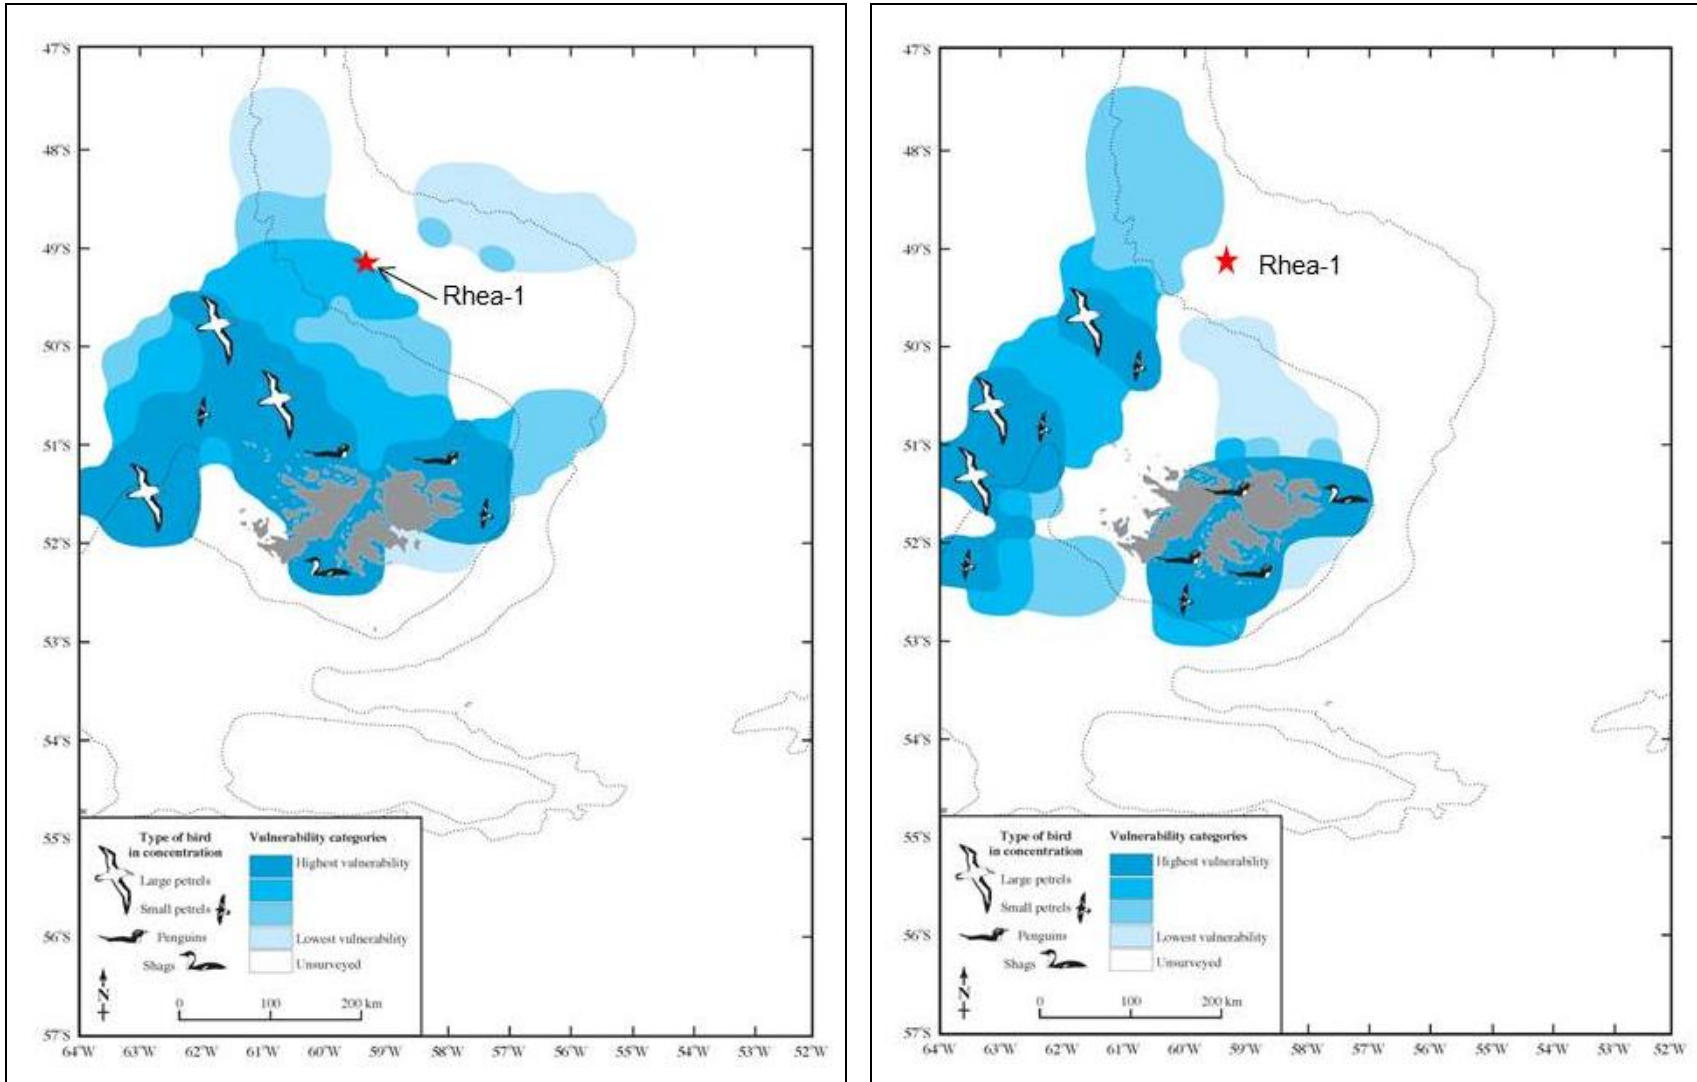 47°S
48°S
49°S
Rhea-1
50°S
51°S
52°S
53°S
54°S
55°S
56°S
57°S
Type of bird
in concentration
Large petrels
Small petrels
Penguins
Shags
Vulnerability categories
Highest vulnerability
Lowest vulnerability
Unsurveyed
N
0 100 200 km
64°W 63°W 62°W 61°W 60°W 59°W 58°W 57°W 56°W 55°W 54°W 53°W 52°W
47°S
48°S
49°S
Rhea-1
50°S
51°S
52°S
53°S
54°S
55°S
56°S
57°S
Type of bird
in concentration
Large petrels
Small petrels
Penguins
Shags
Vulnerability categories
Highest vulnerability
Lowest vulnerability
Unsurveyed
N
0 100 200 km
64°W 63°W 62°W 61°W 60°W 59°W 58°W 57°W 56°W 55°W 54°W 53°W 52°W